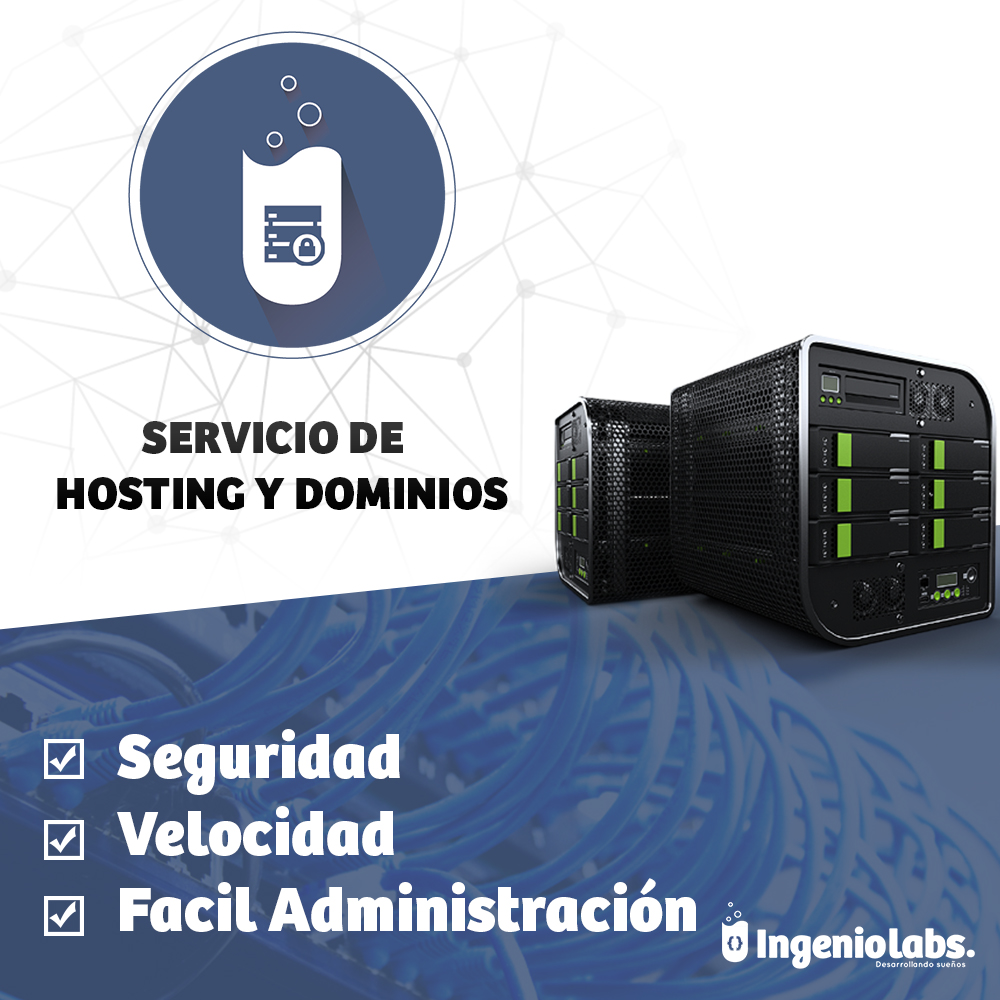 SERVICIO DE
HOSTING Y DOMINIOS
Seguridad
Velocidad
Facil Administración
IngenioLabs.
Desarrollando sueños